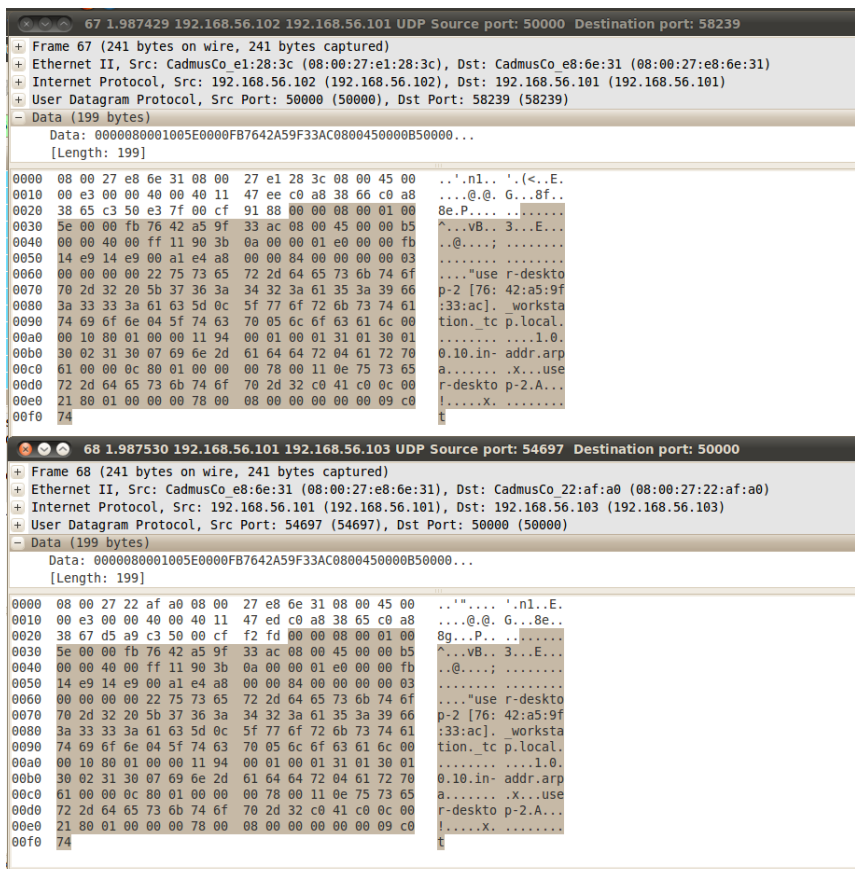 67 1.987429 192.168.56.102 192.168.56.101 UDP Source port: 50000 Destination port: 58239
+ Frame 67 (241 bytes on wire, 241 bytes captured)
+ Ethernet II, Src: CadmusCo_e1:28:3c (08:00:27:e1:28:3c), Dst: CadmusCo_e8:6e:31 (08:00:27:e8:6e:31)
+ Internet Protocol, Src: 192.168.56.102 (192.168.56.102), Dst: 192.168.56.101 (192.168.56.101)
+ User Datagram Protocol, Src Port: 50000 (50000), Dst Port: 58239 (58239)
− Data (199 bytes)
Data: 0000080001005E0000FB7642A59F33AC0800450000B50000...
[Length: 199]
0000 08 00 27 e8 6e 31 08 00 27 e1 28 3c 08 00 45 00 ..'.n1.. '.(<..E.
0010 00 e3 00 00 40 00 40 11 47 ee c0 a8 38 66 c0 a8 ....@.@. G...8f..
0020 38 65 c3 50 e3 7f 00 cf 91 88 00 00 08 00 01 00 8e.P.... ........
0030 5e 00 00 fb 76 42 a5 9f 33 ac 08 00 45 00 00 b5 ^...vB.. 3...E...
0040 00 00 40 00 ff 11 90 3b 0a 00 00 01 e0 00 00 fb ..@....; ........
0050 14 e9 14 e9 00 a1 e4 a8 00 00 84 00 00 00 00 03 ........ ........
0060 00 00 00 00 22 75 73 65 72 2d 64 65 73 6b 74 6f ...."use r-deskto
0070 70 2d 32 20 5b 37 36 3a 34 32 3a 61 35 3a 39 66 p-2 [76: 42:a5:9f
0080 3a 33 33 3a 61 63 5d 0c 5f 77 6f 72 6b 73 74 61 :33:ac]. _worksta
0090 74 69 6f 6e 04 5f 74 63 70 05 6c 6f 63 61 6c 00 tion._tc p.local.
00a0 00 10 80 01 00 00 11 94 00 01 00 01 31 01 30 01 ........ ....1.0.
00b0 30 02 31 30 07 69 6e 2d 61 64 64 72 04 61 72 70 0.10.in- addr.arp
00c0 61 00 00 0c 80 01 00 00 00 78 00 11 0e 75 73 65 a....... .x...use
00d0 72 2d 64 65 73 6b 74 6f 70 2d 32 c0 41 c0 0c 00 r-deskto p-2.A...
00e0 21 80 01 00 00 00 78 00 08 00 00 00 00 09 c0 !.....x. ........
00f0 74 t
68 1.987530 192.168.56.101 192.168.56.103 UDP Source port: 54697 Destination port: 50000
+ Frame 68 (241 bytes on wire, 241 bytes captured)
+ Ethernet II, Src: CadmusCo_e8:6e:31 (08:00:27:e8:6e:31), Dst: CadmusCo_22:af:a0 (08:00:27:22:af:a0)
+ Internet Protocol, Src: 192.168.56.101 (192.168.56.101), Dst: 192.168.56.103 (192.168.56.103)
+ User Datagram Protocol, Src Port: 54697 (54697), Dst Port: 50000 (50000)
− Data (199 bytes)
Data: 0000080001005E0000FB7642A59F33AC0800450000B50000...
[Length: 199]
0000 08 00 27 22 af a0 08 00 27 e8 6e 31 08 00 45 00 ..'".... '.n1..E.
0010 00 e3 00 00 40 00 40 11 47 ed c0 a8 38 65 c0 a8 ....@.@. G...8e..
0020 38 67 d5 a9 c3 50 00 cf f2 fd 00 00 08 00 01 00 8g...P.. ........
0030 5e 00 00 fb 76 42 a5 9f 33 ac 08 00 45 00 00 b5 ^...vB.. 3...E...
0040 00 00 40 00 ff 11 90 3b 0a 00 00 01 e0 00 00 fb ..@....; ........
0050 14 e9 14 e9 00 a1 e4 a8 00 00 84 00 00 00 00 03 ........ ........
0060 00 00 00 00 22 75 73 65 72 2d 64 65 73 6b 74 6f ...."use r-deskto
0070 70 2d 32 20 5b 37 36 3a 34 32 3a 61 35 3a 39 66 p-2 [76: 42:a5:9f
0080 3a 33 33 3a 61 63 5d 0c 5f 77 6f 72 6b 73 74 61 :33:ac]. _worksta
0090 74 69 6f 6e 04 5f 74 63 70 05 6c 6f 63 61 6c 00 tion._tc p.local.
00a0 00 10 80 01 00 00 11 94 00 01 00 01 31 01 30 01 ........ ....1.0.
00b0 30 02 31 30 07 69 6e 2d 61 64 64 72 04 61 72 70 0.10.in- addr.arp
00c0 61 00 00 0c 80 01 00 00 00 78 00 11 0e 75 73 65 a....... .x...use
00d0 72 2d 64 65 73 6b 74 6f 70 2d 32 c0 41 c0 0c 00 r-deskto p-2.A...
00e0 21 80 01 00 00 00 78 00 08 00 00 00 00 09 c0 !.....x. ........
00f0 74 t